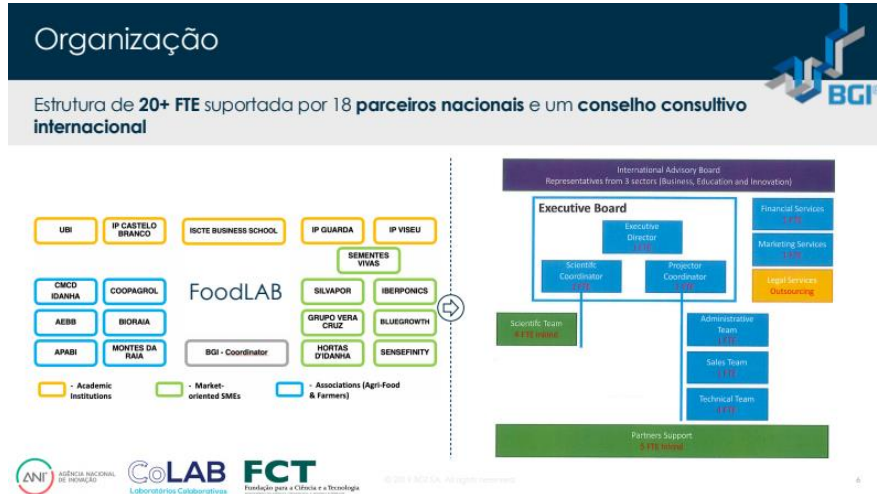 Organização
BGI
Estrutura de 20+ FTE suportada por 18 parceiros nacionais e um conselho consultivo
internacional
UBI
IP CASTELO
BRANCO
ISCTE BUSINESS SCHOOL
IP GUARDA
IP VISEU
SEMENTES
VIVAS
CMCD
IDANHA
COOPAGROL
FoodLAB
SILVAPOR
IBERPONICS
AEBB
BIORAIA
GRUPO VERA
CRUZ
BLUEGROWTH
APABI
MONTES DA
RAIA
BGI - Coordinator
HORTAS
D'IDANHA
SENSEFINITY
- Academic
Institutions
- Market-
oriented SMEs
- Associations (Agri-Food
& Farmers)
International Advisory Board
Representatives from 3 sectors (Business, Education and Innovation)
Executive Board
Executive
Director
Scientifc
Coordinator
Projector
Coordinator
Financial Services
Marketing Services
Legal Services
Outsourcing
Scientifc Team
Administrative
Team
Sales Team
Technical Team
Partners Support
ANI
AGÊNCIA NACIONAL
DE INOVAÇÃO
CoLAB
Laboratórios Colaborativos
FCT
Fundação para a Ciência e a Tecnologia
6